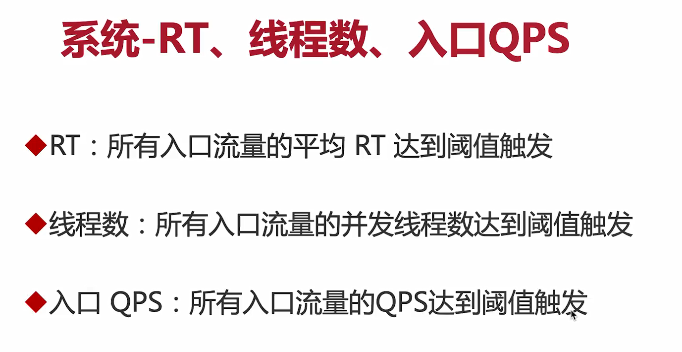 系统-RT、线程数、入口QPS
◆RT：所有入口流量的平均 RT 达到阈值触发
◆线程数：所有入口流量的并发线程数达到阈值触发
◆入口 QPS：所有入口流量的QPS达到阈值触发